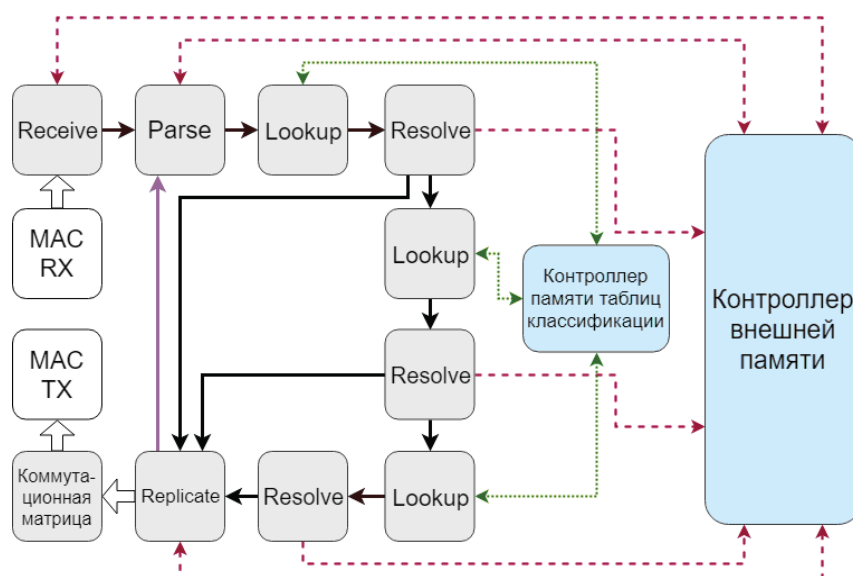 Receive
Parse
Lookup
Resolve
MAC
RX
Lookup
Контроллер
памяти таблиц
классификации
Контроллер
внешней
памяти
MAC
TX
Resolve
Коммута-
ционная
матрица
Replicate
Resolve
Lookup